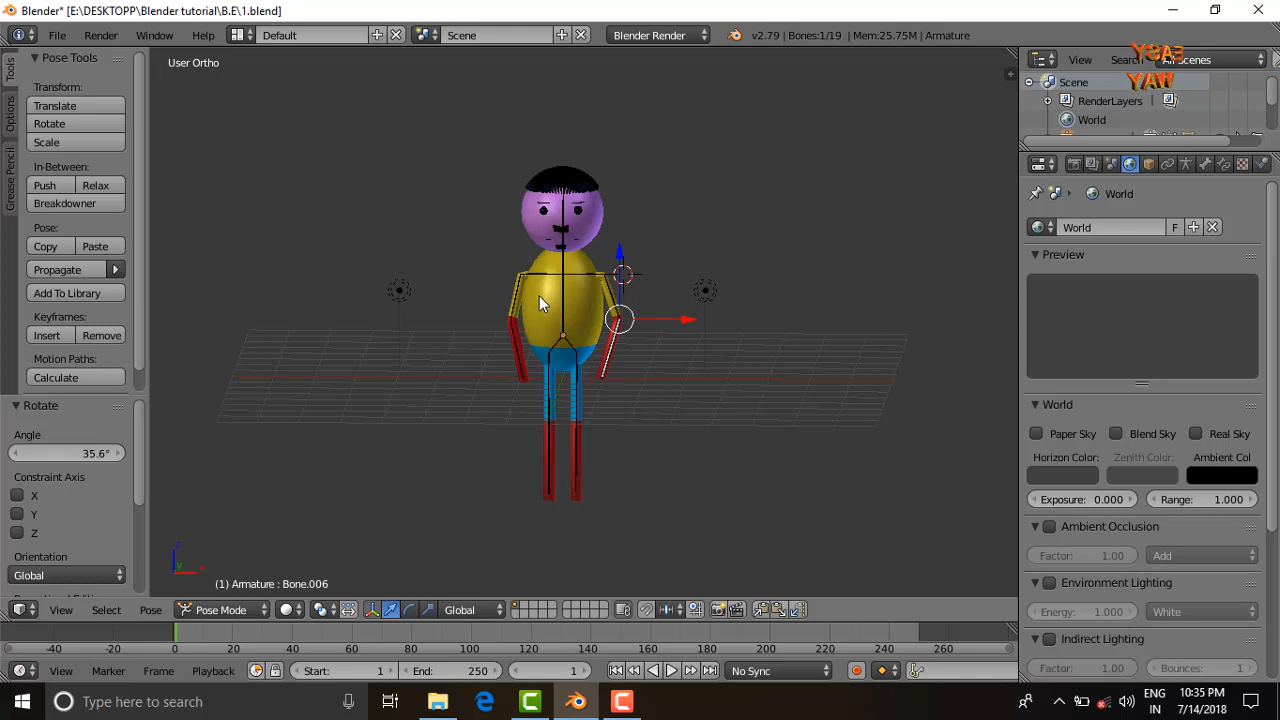 Blender* [E:\DESKTOPP\Blender tutorial\B.E\1.blend]
File Render Window Help Default Scene Blender Render v2.79 | Bones:1/19 | Mem:25.75M | Armature
Tools
Options
Grease Pencil
Pose Tools
Transform:
Translate
Rotate
Scale
In-Between:
Push Relax
Breakdowner
Pose:
Copy Paste
Propagate
Add To Library
Keyframes:
Insert Remove
Motion Paths:
Calculate
Rotate
Angle
35.6°
Constraint Axis
X
Y
Z
Orientation
Global
User Ortho
z
y x
(1) Armature : Bone.006
View Search All Scenes
EASY
WAY
Scene
RenderLayers
World
World
World F
Preview
World
Paper Sky Blend Sky Real Sky
Horizon Color: Zenith Color: Ambient Col
Exposure: 0.000 Range: 1.000
Ambient Occlusion
Factor: 1.00 Add
Environment Lighting
Energy: 1.000 White
Indirect Lighting
Factor: 1.00 Bounces: 1
View Select Pose Pose Mode Global
-40 -20 0 20 40 60 80 100 120 140 160 180 200 220 240 260
View Marker Frame Playback Start: 1 End: 250 1 No Sync
Type here to search
ENG
IN
10:35 PM
7/14/2018